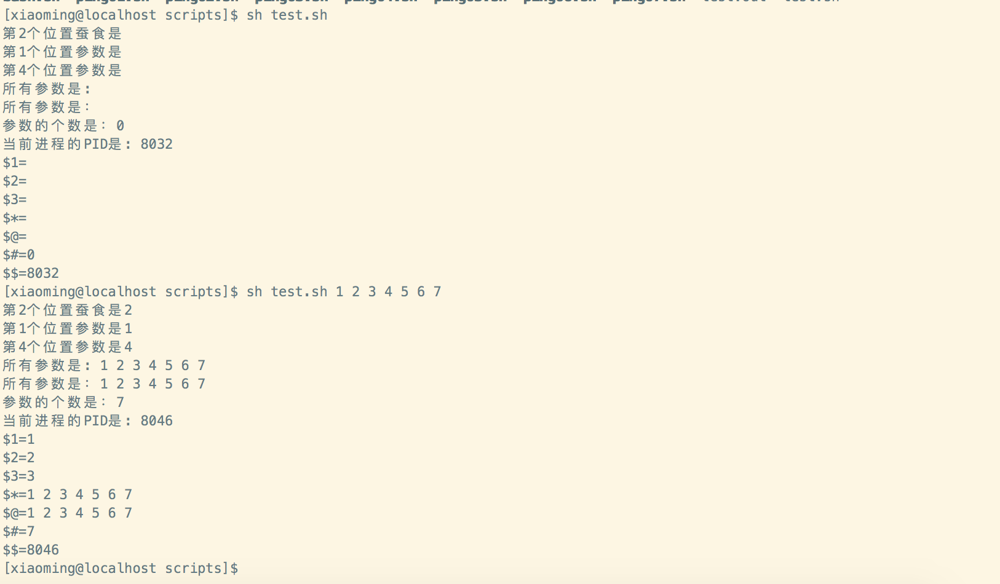 [xiaoming@localhost scripts]$ sh test.sh
第2个位置蚕食是
第1个位置参数是
第4个位置参数是
所有参数是：
所有参数是：
参数的个数是：0
当前进程的PID是：8032
$1=
$2=
$3=
$*=
$@=
$#=0
$$=8032
[xiaoming@localhost scripts]$ sh test.sh 1 2 3 4 5 6 7
第2个位置蚕食是2
第1个位置参数是1
第4个位置参数是4
所有参数是：1 2 3 4 5 6 7
所有参数是：1 2 3 4 5 6 7
参数的个数是：7
当前进程的PID是：8046
$1=1
$2=2
$3=3
$*=1 2 3 4 5 6 7
$@=1 2 3 4 5 6 7
$#=7
$$=8046
[xiaoming@localhost scripts]$